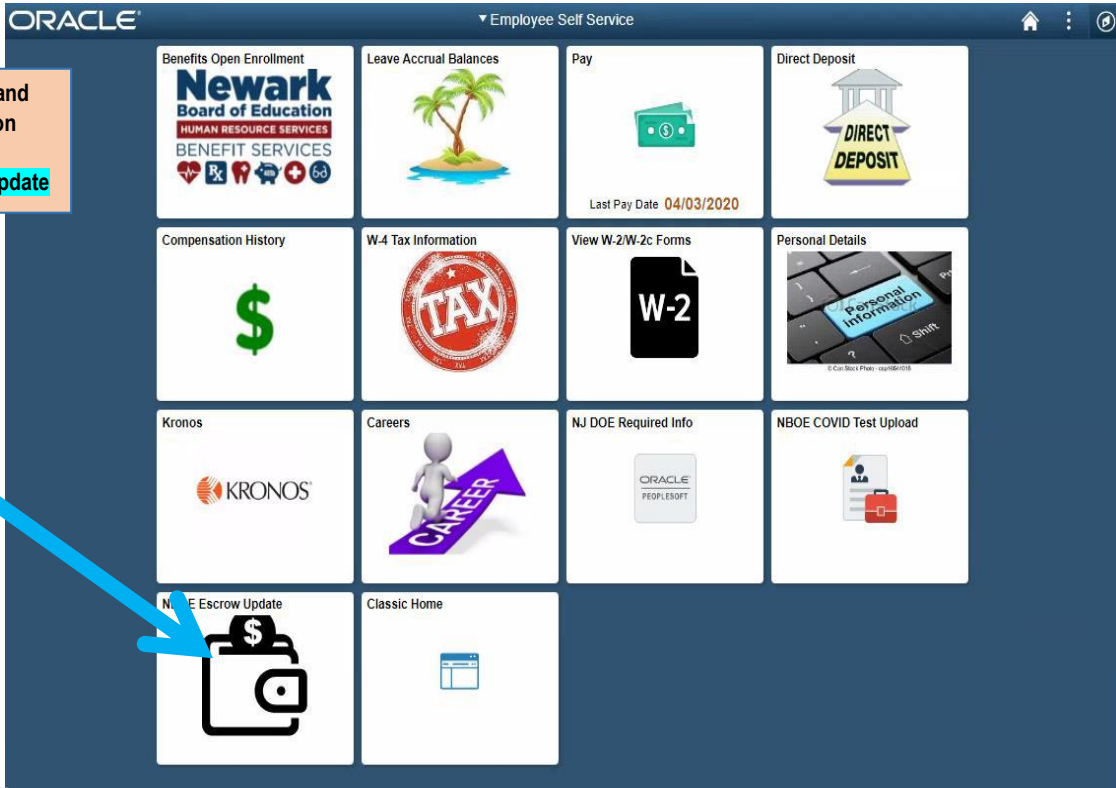 ORACLE
Employee Self Service
and
on
pdate
Benefits Open Enrollment
Newark
Board of Education
HUMAN RESOURCE SERVICES
BENEFIT SERVICES
Rx
Leave Accrual Balances
Pay
$
Last Pay Date 04/03/2020
Direct Deposit
DIRECT
DEPOSIT
Compensation History
$
W-4 Tax Information
TAX
View W-2/W-2c Forms
W-2
Personal Details
Personal
Information
Shift
Kronos
KRONOS
Careers
CAREER
NJ DOE Required Info
ORACLE
PEOPLESOFT
NBOE COVID Test Upload
E Escrow Update
$
Classic Home